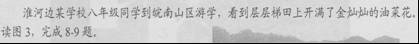 淮河边某学校八年级同学到皖南山区游学，看到层层梯田上开满了金灿灿的油菜花。
读图3，完成8-9题。